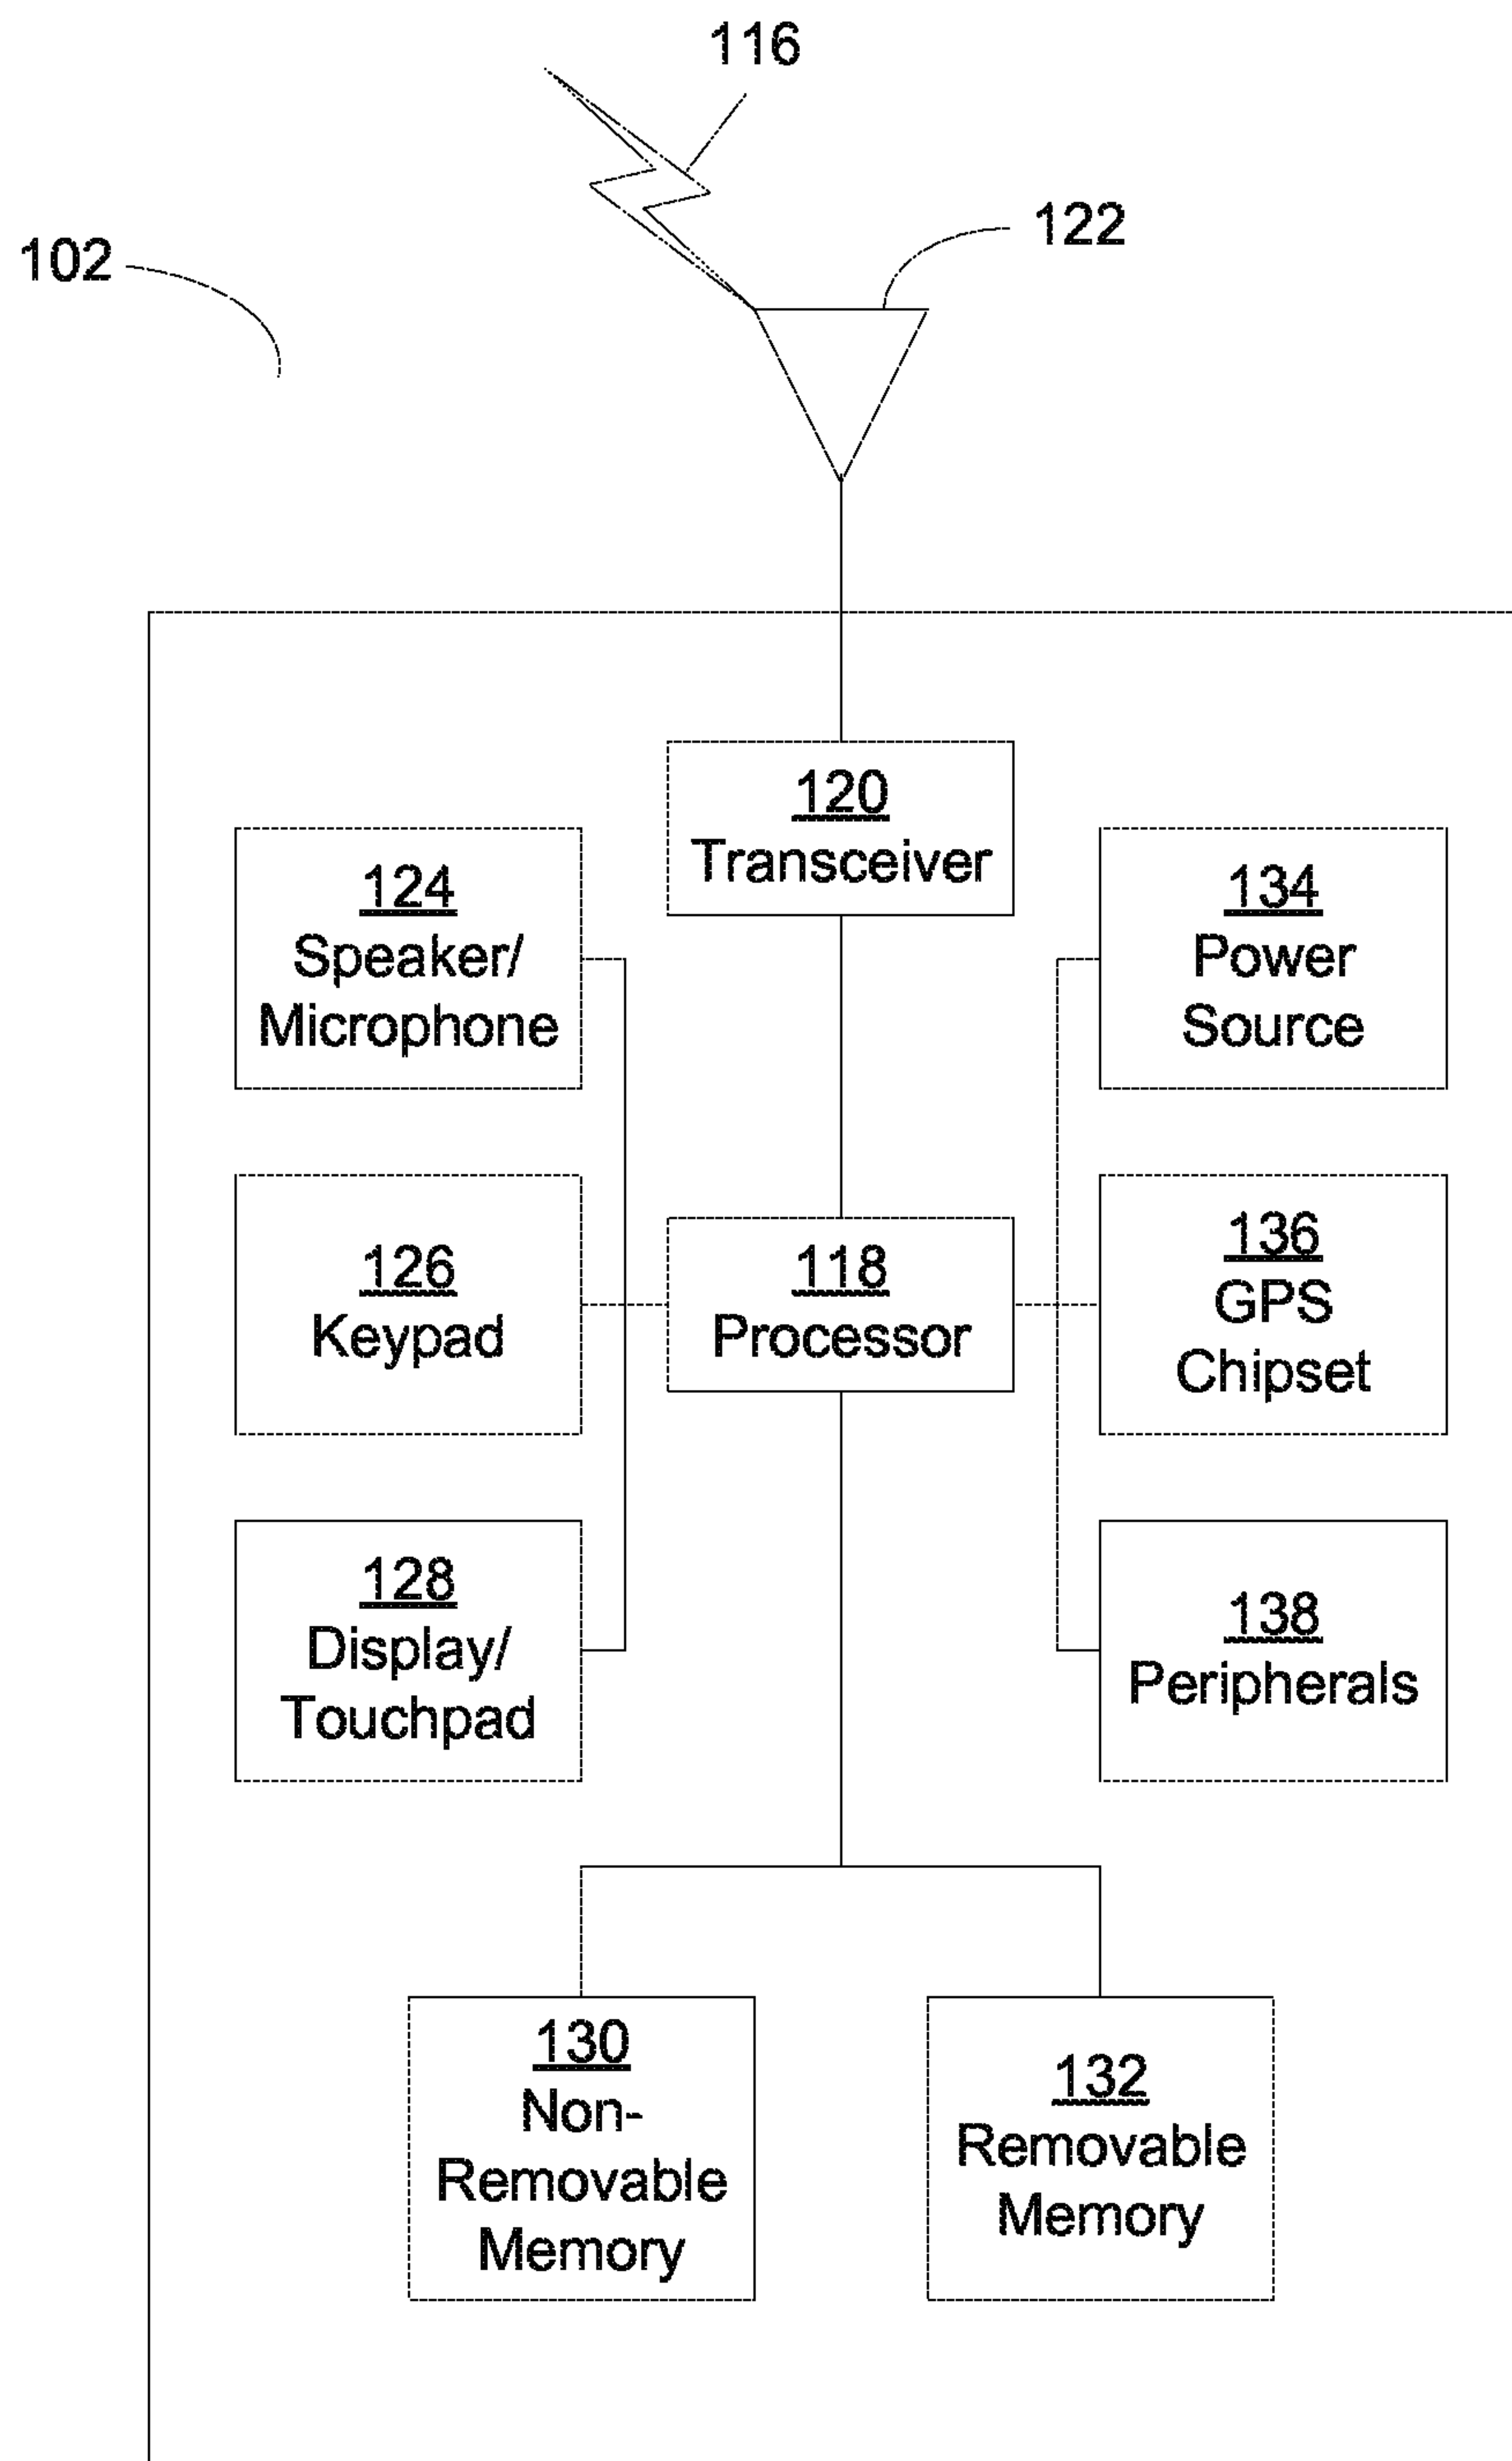 116
122
102
120
Transceiver
124
Speaker/
Microphone
134
Power
Source
126
Keypad
118
Processor
136
GPS
Chipset
128
Display/
Touchpad
138
Peripherals
130
Non-
Removable
Memory
132
Removable
Memory